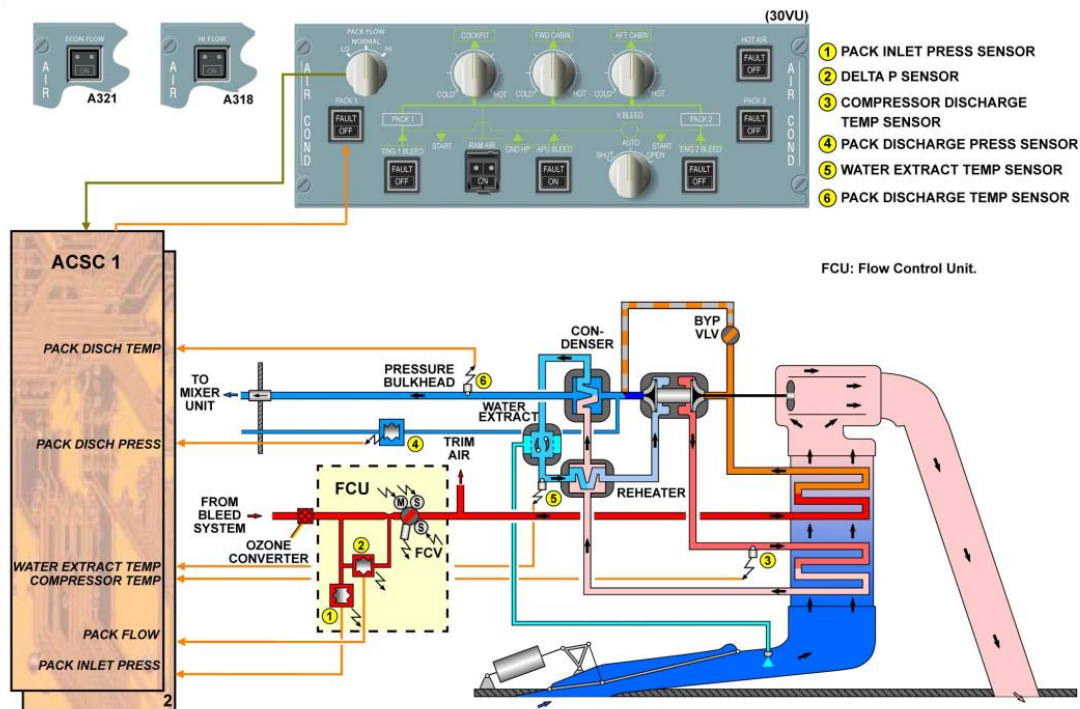 ECON FLOW
ON
AIR
A321
HI FLOW
ON
AIR
A318
(30VU)
PACK FLOW
NORMAL
LO
HI
COCKPIT
FWD CABIN
AFT CABIN
HOT AIR
FAULT
OFF
COLD
HOT
COLD
HOT
COLD
HOT
AIR COND
AIR COND
PACK 1
FAULT
OFF
PACK 1
X BLEED
PACK 2
PACK 2
FAULT
OFF
ENG 1 BLEED
START
RAM AIR
GND HP
APU BLEED
AUTO
START
ENG 2 BLEED
SHUT
OPEN
FAULT
OFF
ON
FAULT
ON
FAULT
OFF
1 PACK INLET PRESS SENSOR
2 DELTA P SENSOR
3 COMPRESSOR DISCHARGE
TEMP SENSOR
4 PACK DISCHARGE PRESS SENSOR
5 WATER EXTRACT TEMP SENSOR
6 PACK DISCHARGE TEMP SENSOR
FCU: Flow Control Unit.
ACSC 1
PACK DISCH TEMP
PACK DISCH PRESS
WATER EXTRACT TEMP
COMPRESSOR TEMP
PACK FLOW
PACK INLET PRESS
2
TO
MIXER
UNIT
PRESSURE
BULKHEAD
6
CON-
DENSER
BYP
VLV
WATER
EXTRACT
4
TRIM
AIR
5
REHEATER
FCU
M
S
S
FCV
FROM
BLEED
SYSTEM
OZONE
CONVERTER
2
1
3